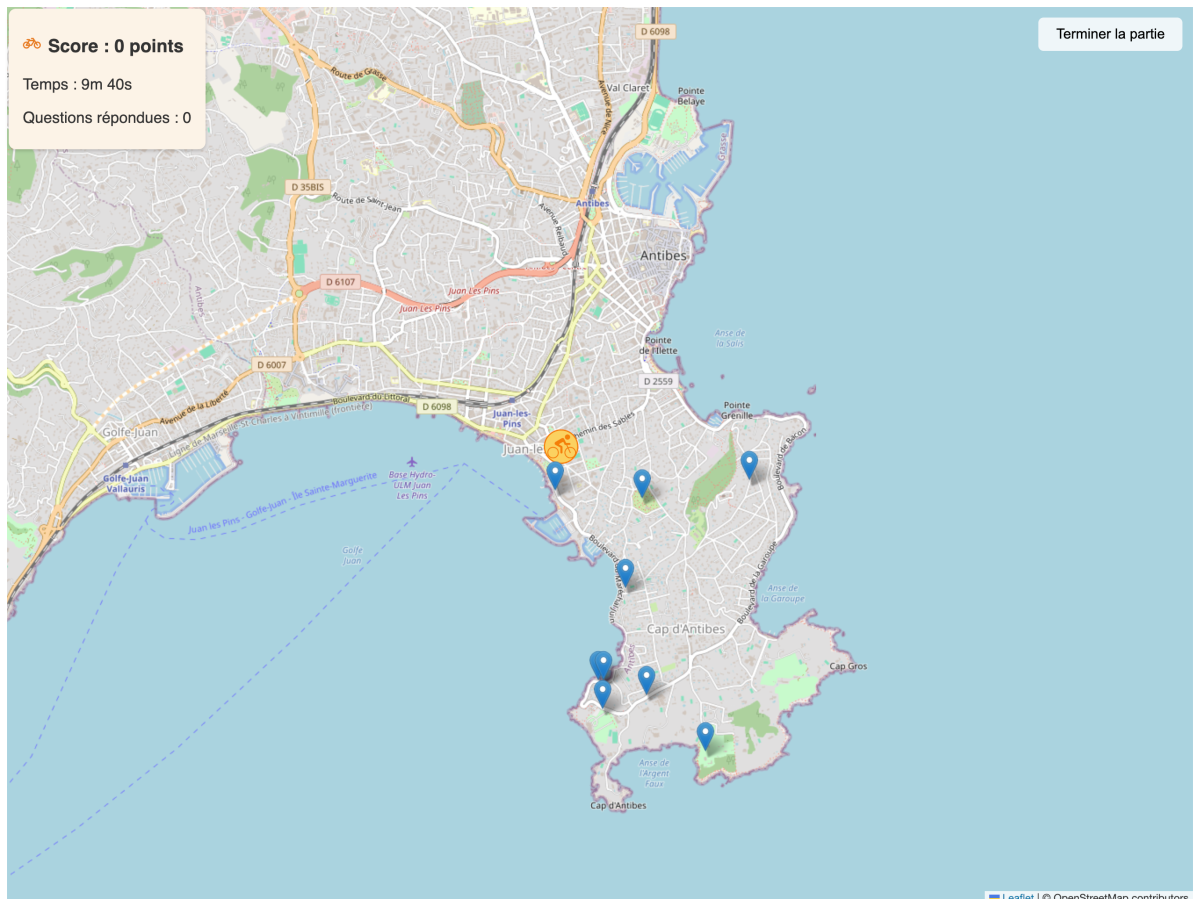 Score : 0 points
Temps : 9m 40s
Questions répondues : 0
Terminer la partie
D 6098
Route de Grasse
Val Claret
Pointe
Belaye
Avenue de Nice
Grasse
D 35BIS
Route de Saint-Jean
Antibes
Avenue Reibaud
Antibes
D 6107
Juan Les Pins
Juan Les Pins
Antibes
Anse de
la Salis
Pointe
de l'Ilette
D 6007
D 2559
Avenue de la Liberté
Boulevard du Littoral
D 6098
Ligne de Marseille-St-Charles à Vintimille (frontière)
Juan-les-
Pins
Pointe
Grenille
Chemin des Sables
Golfe-Juan
Juan-le
Boulevard de Bacon
Base Hydro-
ULM Juan
Les Pins
Golfe-Juan
Vallauris
Juan les Pins - Golfe-Juan - Île Sainte-Marguerite
Golfe
Juan
Boulevard du Maréchal Juin
Boulevard de la Garoupe
Anse de
la Garoupe
Cap d'Antibes
Antibes
Cap Gros
Anse de
l'Argent
Faux
Cap d'Antibes
Leaflet | © OpenStreetMap contributors